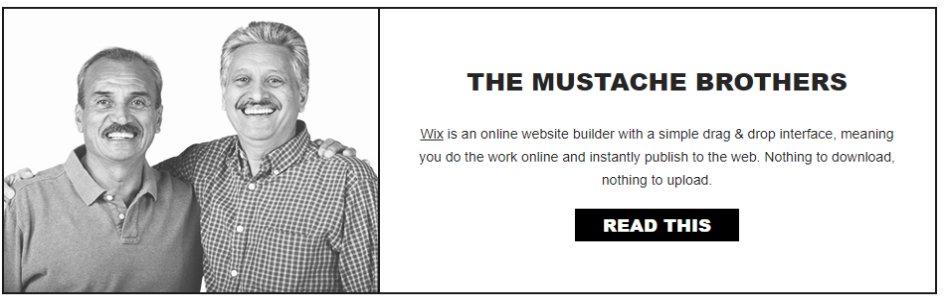 THE MUSTACHE BROTHERS
Wix is an online website builder with a simple drag & drop interface, meaning
you do the work online and instantly publish to the web. Nothing to download,
nothing to upload.
READ THIS